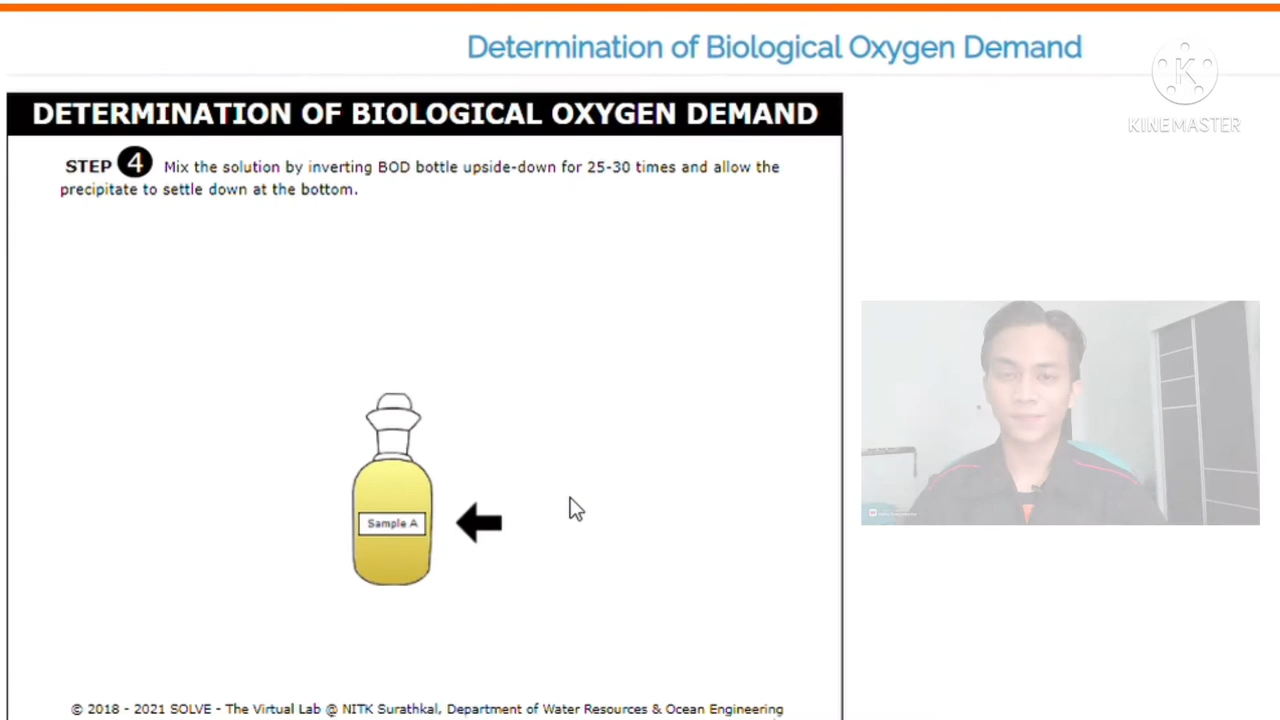 Determination of Biological Oxygen Demand
K
KINEMASTER
DETERMINATION OF BIOLOGICAL OXYGEN DEMAND
STEP 4 Mix the solution by inverting BOD bottle upside-down for 25-30 times and allow the
precipitate to settle down at the bottom.
Sample A
© 2018 - 2021 SOLVE - The Virtual Lab @ NITK Surathkal, Department of Water Resources & Ocean Engineering